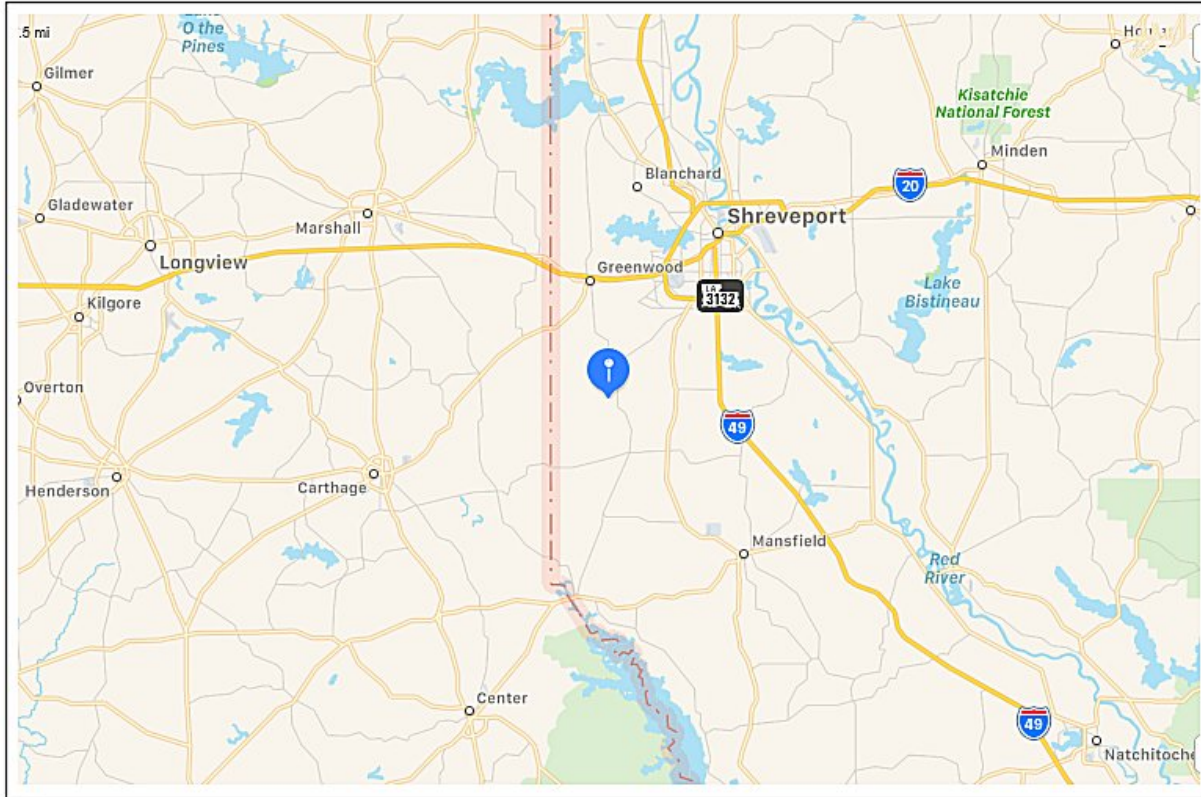 .5 mi
O the
Pines
Gilmer
Kisatchie
National Forest
Minden
Blanchard
20
Gladewater
Marshall
Shreveport
Longview
Greenwood
LA
3132
Lake
Bistineau
Kilgore
Overton
49
Henderson
Carthage
Mansfield
Red
River
Center
49
Natchitoche